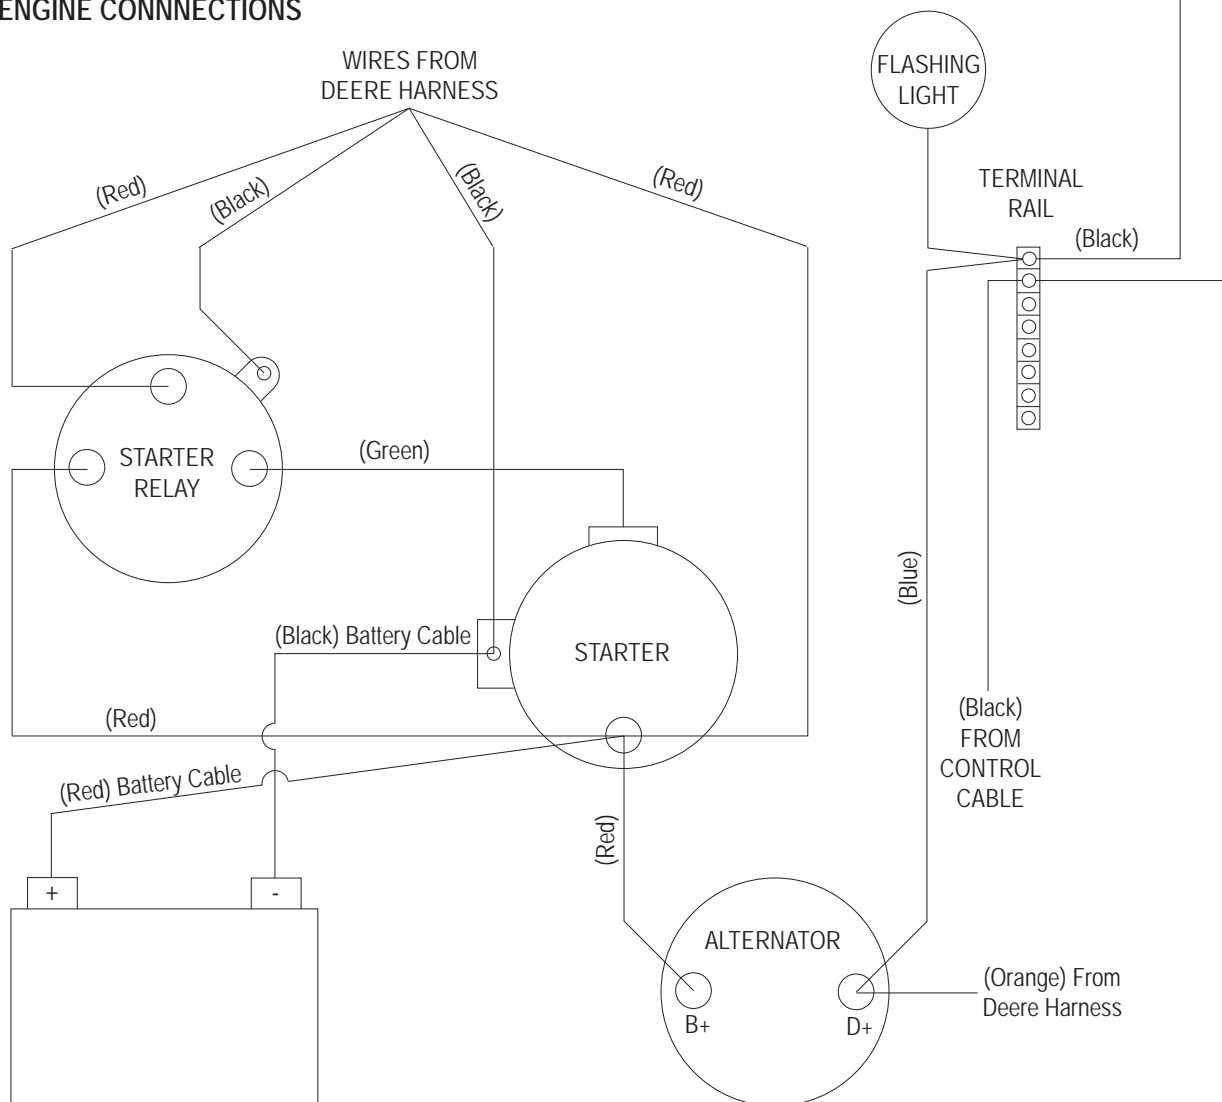 ENGINE CONNNECTIONS
WIRES FROM
DEERE HARNESS
FLASHING
LIGHT
TERMINAL
RAIL
(Black)
(Red)
(Black)
(Black)
(Red)
STARTER
RELAY
(Green)
(Blue)
(Black) Battery Cable
STARTER
(Red)
(Red) Battery Cable
(Black)
FROM
CONTROL
CABLE
(Red)
+
-
ALTERNATOR
B+
D+
(Orange) From
Deere Harness